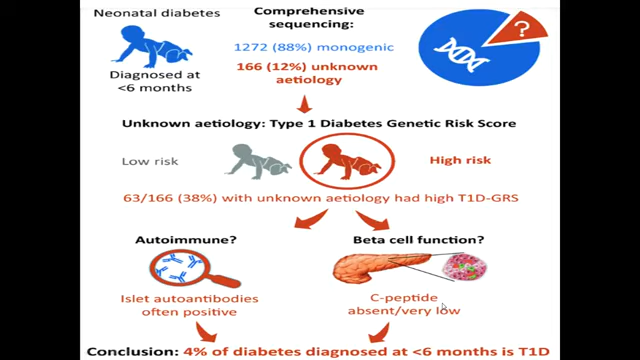 Neonatal diabetes
Comprehensive
sequencing:
1272 (88%) monogenic
166 (12%) unknown
aetiology
?
Diagnosed at
<6 months
Unknown aetiology: Type 1 Diabetes Genetic Risk Score
Low risk
High risk
63/166 (38%) with unknown aetiology had high T1D-GRS
Autoimmune?
Islet autoantibodies
often positive
Beta cell function?
C-peptide
absent/very low
Conclusion: 4% of diabetes diagnosed at <6 months is T1D